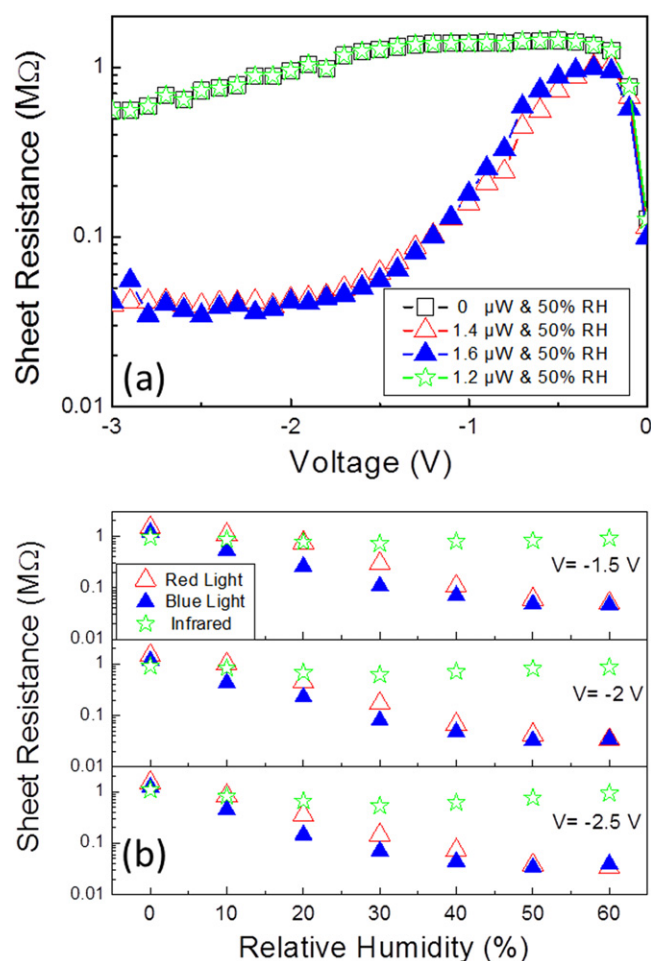 Sheet Resistance (MΩ)
1
0.1
0.01
(a)
0 µW & 50% RH
1.4 µW & 50% RH
1.6 µW & 50% RH
1.2 µW & 50% RH
-3
-2
-1
0
Voltage (V)
Sheet Resistance (MΩ)
1
0.1
0.01
Red Light
Blue Light
Infrared
V= -1.5 V
1
0.1
0.01
V= -2 V
1
0.1
0.01
V= -2.5 V
(b)
0
10
20
30
40
50
60
Relative Humidity (%)